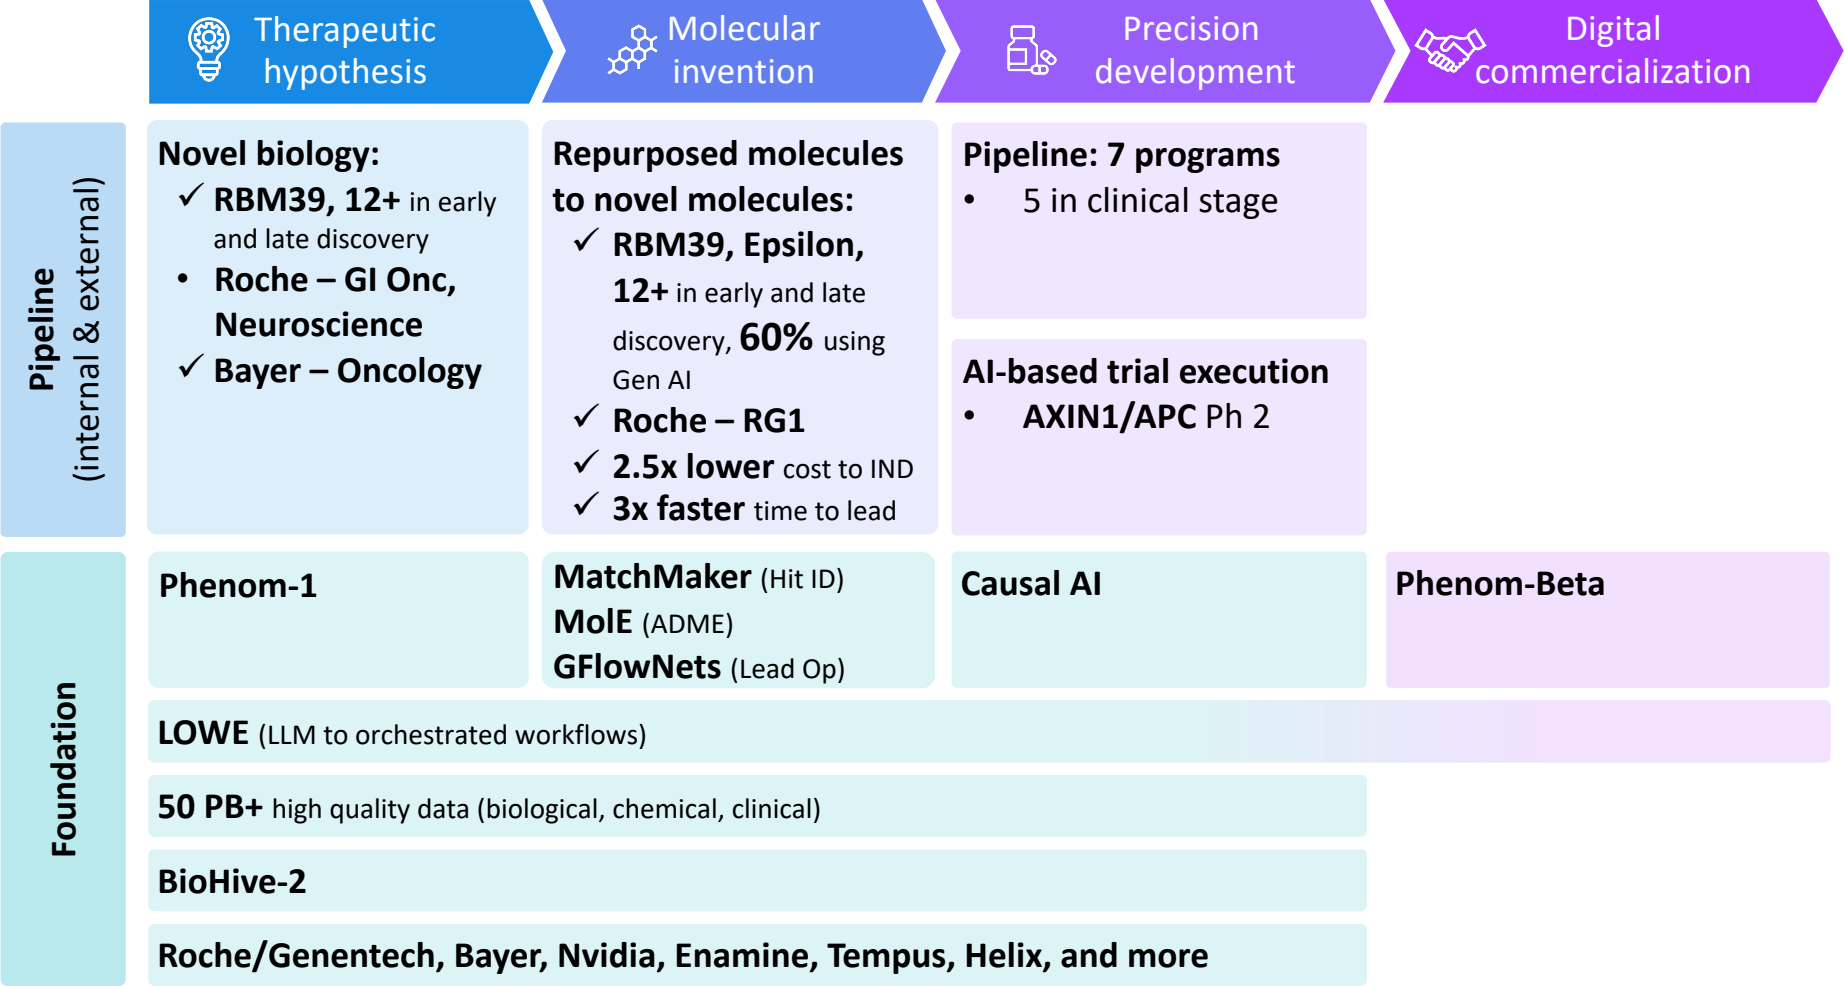 Therapeutic
hypothesis
Molecular
invention
Precision
development
Digital
commercialization
Pipeline
(internal & external)
Novel biology:
✓ RBM39, 12+ in early
and late discovery
• Roche – GI Onc,
Neuroscience
✓ Bayer – Oncology
Repurposed molecules
to novel molecules:
✓ RBM39, Epsilon,
12+ in early and late
discovery, 60% using
Gen AI
✓ Roche – RG1
✓ 2.5x lower cost to IND
✓ 3x faster time to lead
Pipeline: 7 programs
• 5 in clinical stage
AI-based trial execution
• AXIN1/APC Ph 2
Foundation
Phenom-1
MatchMaker (Hit ID)
MolE (ADME)
GFlowNets (Lead Op)
Causal AI
Phenom-Beta
LOWE (LLM to orchestrated workflows)
50 PB+ high quality data (biological, chemical, clinical)
BioHive-2
Roche/Genentech, Bayer, Nvidia, Enamine, Tempus, Helix, and more